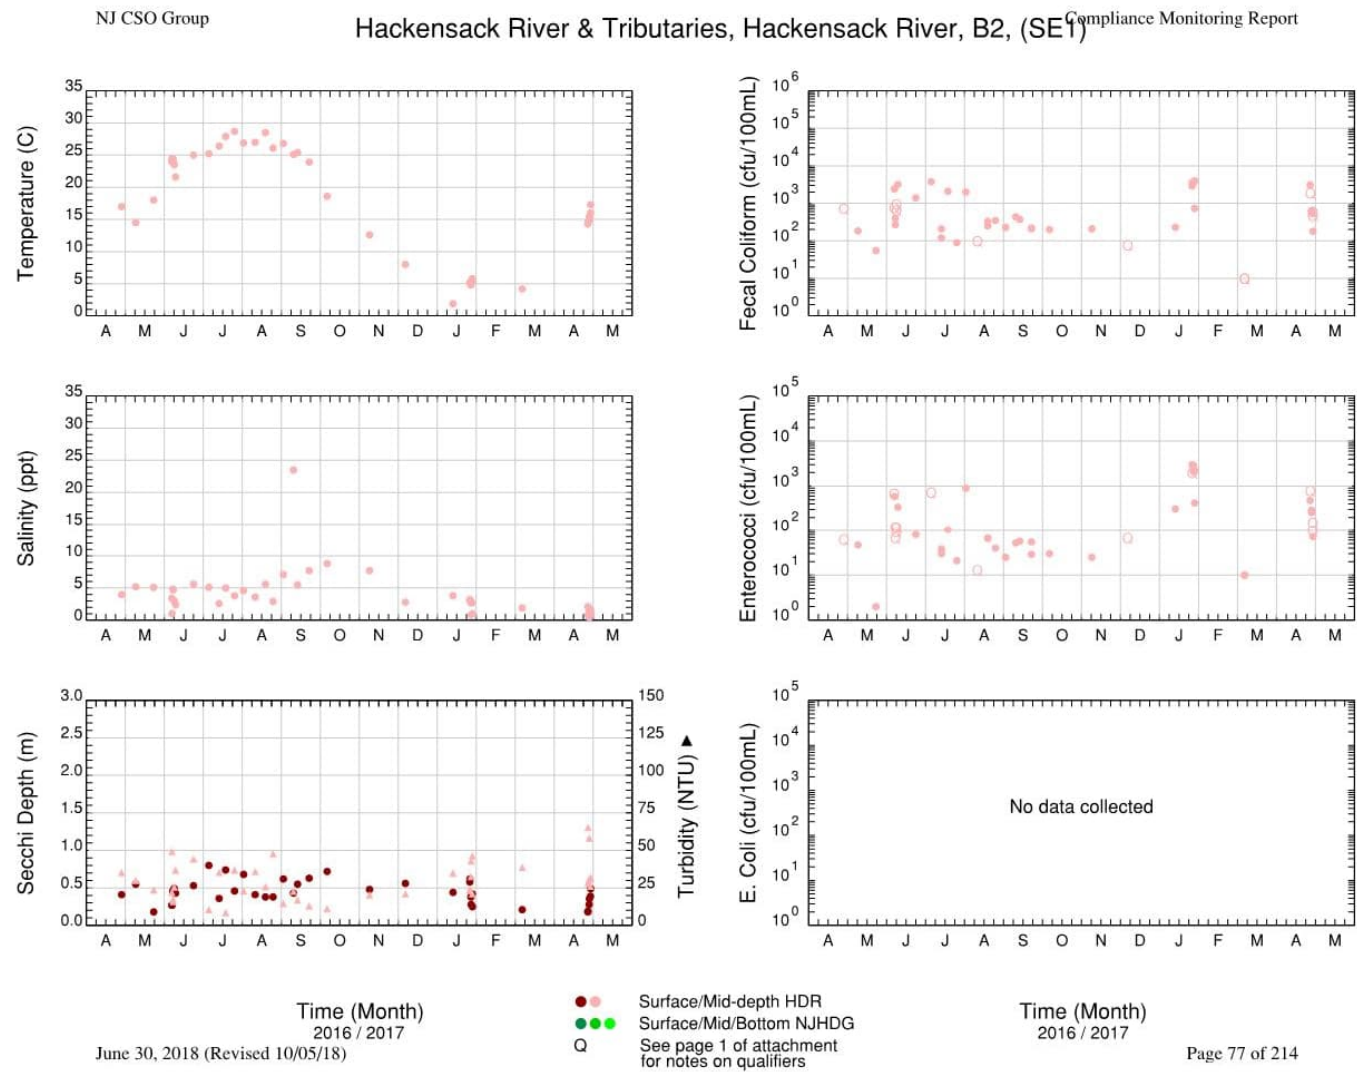 NJ CSO Group
Compliance Monitoring Report
Hackensack River & Tributaries, Hackensack River, B2, (SE1)
Temperature (C)
35
30
25
20
15
10
5
0
A M J J A S O N D J F M A M
Fecal Coliform (cfu/100mL)
10^6
10^5
10^4
10^3
10^2
10^1
10^0
A M J J A S O N D J F M A M
Salinity (ppt)
35
30
25
20
15
10
5
0
A M J J A S O N D J F M A M
Enterococci (cfu/100mL)
10^5
10^4
10^3
10^2
10^1
10^0
A M J J A S O N D J F M A M
Secchi Depth (m)
3.0
2.5
2.0
1.5
1.0
0.5
0.0
150
125
100
75
50
25
0
Turbidity (NTU) ▲
A M J J A S O N D J F M A M
E. Coli (cfu/100mL)
10^5
10^4
10^3
10^2
10^1
10^0
No data collected
A M J J A S O N D J F M A M
Time (Month)
2016 / 2017
Surface/Mid-depth HDR
Surface/Mid/Bottom NJHDG
Q See page 1 of attachment
for notes on qualifiers
Time (Month)
2016 / 2017
June 30, 2018 (Revised 10/05/18)
Page 77 of 214